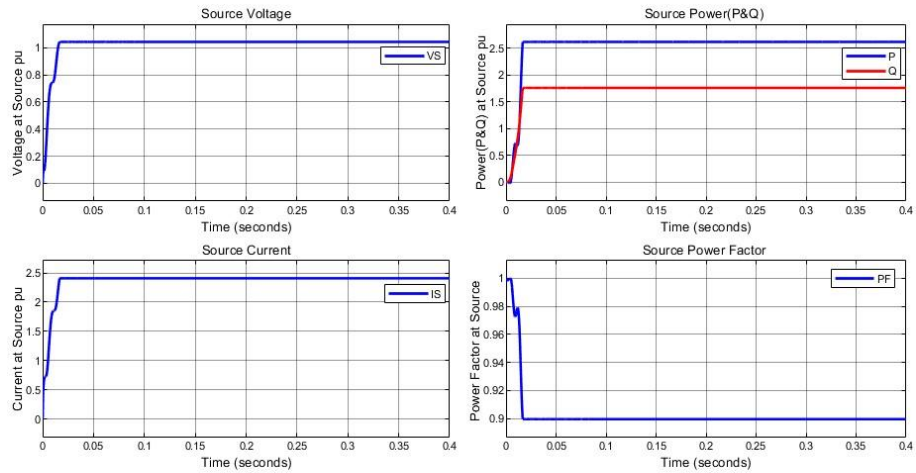 Source Voltage
Voltage at Source pu
1
0.8
0.6
0.4
0.2
0
VS
0 0.05 0.1 0.15 0.2 0.25 0.3 0.35 0.4
Time (seconds)
Source Power(P&Q)
Power(P&Q) at Source pu
2.5
2
1.5
1
0.5
0
P
Q
0 0.05 0.1 0.15 0.2 0.25 0.3 0.35 0.4
Time (seconds)
Source Current
Current at Source pu
2.5
2
1.5
1
0.5
0
IS
0 0.05 0.1 0.15 0.2 0.25 0.3 0.35 0.4
Time (seconds)
Source Power Factor
Power Factor at Source
1
0.98
0.96
0.94
0.92
0.9
PF
0 0.05 0.1 0.15 0.2 0.25 0.3 0.35 0.4
Time (seconds)